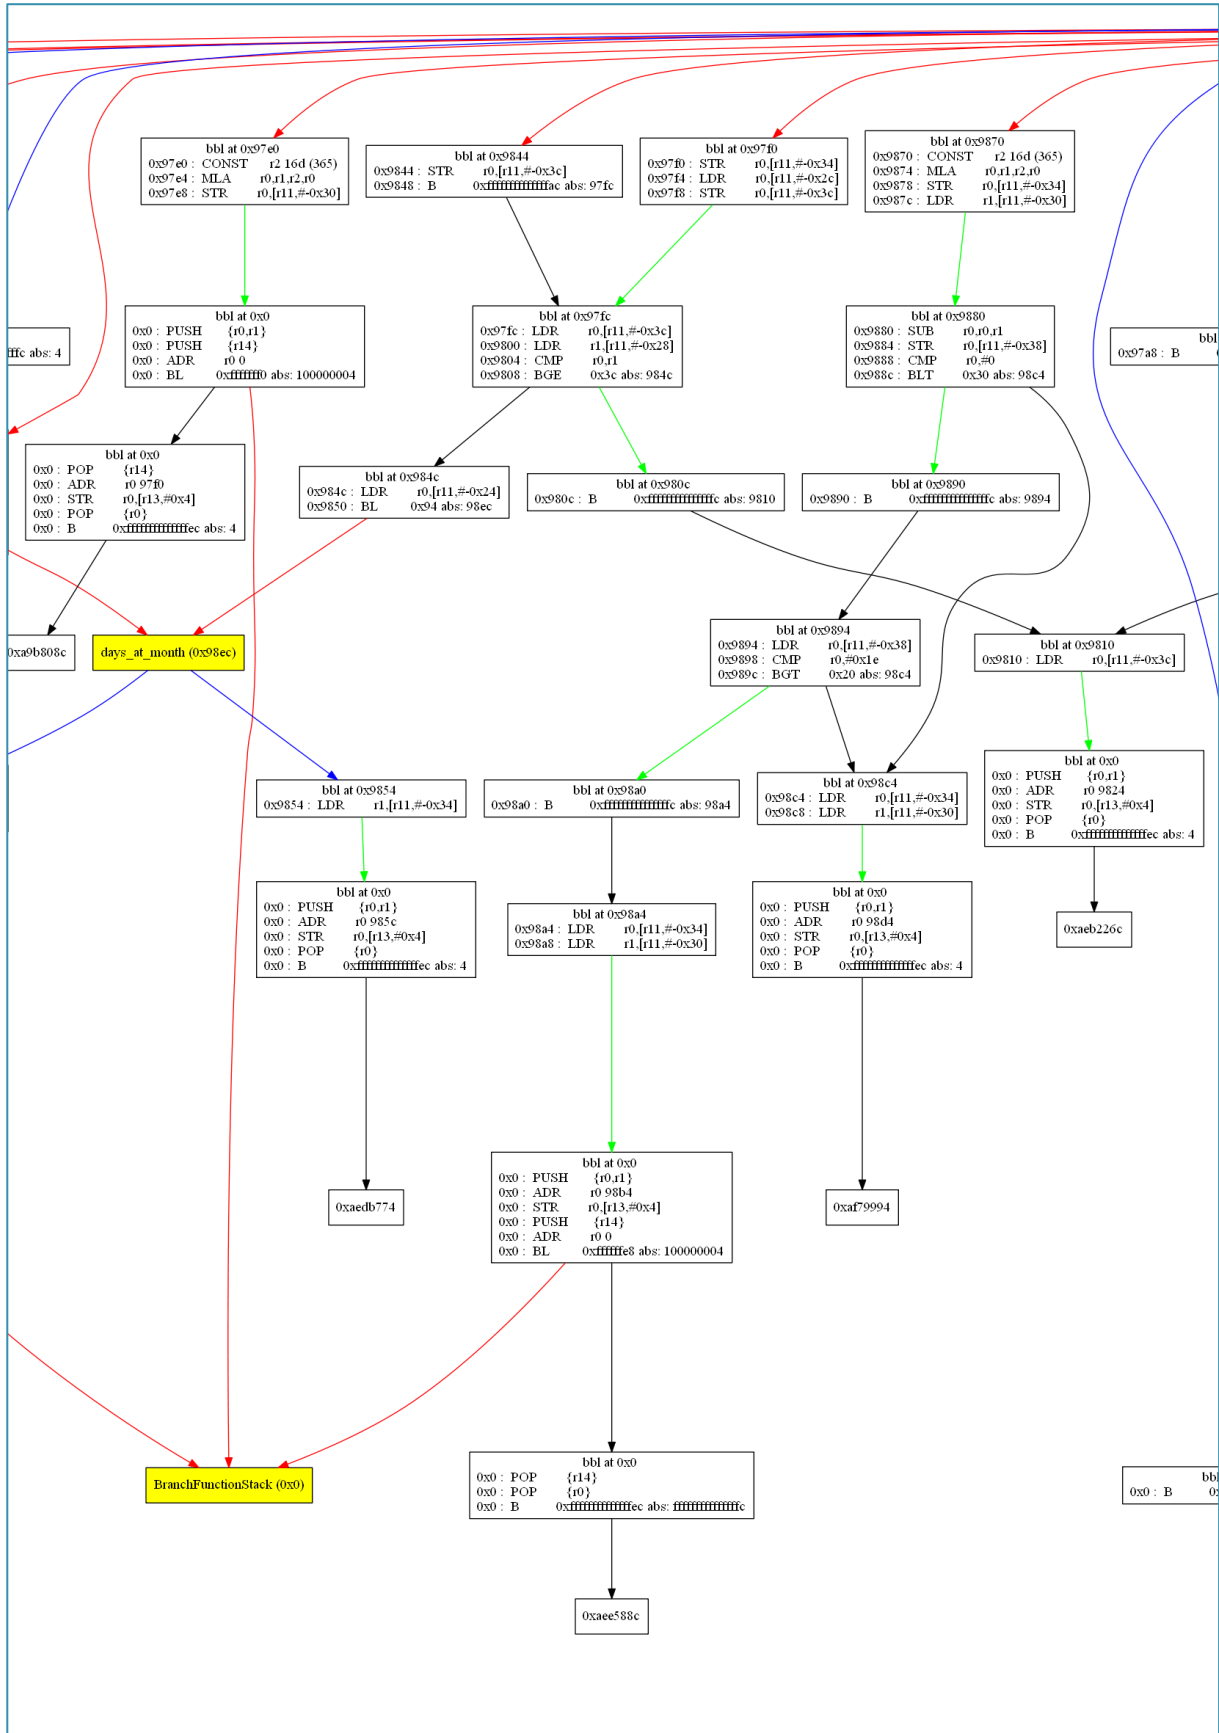 bbl at 0x97e0
0x97e0 : CONST r2 16d (365)
0x97e4 : MLA r0,r1,r2,r0
0x97e8 : STR r0,[r11,#-0x30]
bbl at 0x9844
0x9844 : STR r0,[r11,#-0x3c]
0x9848 : B 0xffffffffffffffac abs: 97fc
bbl at 0x97f0
0x97f0 : STR r0,[r11,#-0x34]
0x97f4 : LDR r0,[r11,#-0x2c]
0x97f8 : STR r0,[r11,#-0x3c]
bbl at 0x9870
0x9870 : CONST r2 16d (365)
0x9874 : MLA r0,r1,r2,r0
0x9878 : STR r0,[r11,#-0x34]
0x987c : LDR r1,[r11,#-0x30]
fffc abs: 4
bbl at 0x0
0x0 : PUSH {r0,r1}
0x0 : PUSH {r14}
0x0 : ADR r0 0
0x0 : BL 0xfffffff0 abs: 100000004
bbl at 0x97fc
0x97fc : LDR r0,[r11,#-0x3c]
0x9800 : LDR r1,[r11,#-0x28]
0x9804 : CMP r0,r1
0x9808 : BGE 0x3c abs: 984c
bbl at 0x9880
0x9880 : SUB r0,r0,r1
0x9884 : STR r0,[r11,#-0x38]
0x9888 : CMP r0,#0
0x988c : BLT 0x30 abs: 98c4
bbl
0x97a8 : B
bbl at 0x0
0x0 : POP {r14}
0x0 : ADR r0 97f0
0x0 : STR r0,[r13,#0x4]
0x0 : POP {r0}
0x0 : B 0xffffffffffffffec abs: 4
bbl at 0x984c
0x984c : LDR r0,[r11,#-0x24]
0x9850 : BL 0x94 abs: 98ec
bbl at 0x980c
0x980c : B 0xfffffffffffffffc abs: 9810
bbl at 0x9890
0x9890 : B 0xfffffffffffffffc abs: 9894
0xa9b808c
days_at_month (0x98ec)
bbl at 0x9894
0x9894 : LDR r0,[r11,#-0x38]
0x9898 : CMP r0,#0x1e
0x989c : BGT 0x20 abs: 98c4
bbl at 0x9810
0x9810 : LDR r0,[r11,#-0x3c]
bbl at 0x9854
0x9854 : LDR r1,[r11,#-0x34]
bbl at 0x98a0
0x98a0 : B 0xfffffffffffffffc abs: 98a4
bbl at 0x98c4
0x98c4 : LDR r0,[r11,#-0x34]
0x98c8 : LDR r1,[r11,#-0x30]
bbl at 0x0
0x0 : PUSH {r0,r1}
0x0 : ADR r0 9824
0x0 : STR r0,[r13,#0x4]
0x0 : POP {r0}
0x0 : B 0xffffffffffffffec abs: 4
bbl at 0x0
0x0 : PUSH {r0,r1}
0x0 : ADR r0 985c
0x0 : STR r0,[r13,#0x4]
0x0 : POP {r0}
0x0 : B 0xffffffffffffffec abs: 4
bbl at 0x98a4
0x98a4 : LDR r0,[r11,#-0x34]
0x98a8 : LDR r1,[r11,#-0x30]
bbl at 0x0
0x0 : PUSH {r0,r1}
0x0 : ADR r0 98d4
0x0 : STR r0,[r13,#0x4]
0x0 : POP {r0}
0x0 : B 0xffffffffffffffec abs: 4
0xaeb226c
bbl at 0x0
0x0 : PUSH {r0,r1}
0x0 : ADR r0 98b4
0x0 : STR r0,[r13,#0x4]
0x0 : PUSH {r14}
0x0 : ADR r0 0
0x0 : BL 0xffffffe8 abs: 100000004
0xaedb774
0xaf79994
BranchFunctionStack (0x0)
bbl at 0x0
0x0 : POP {r14}
0x0 : POP {r0}
0x0 : B 0xffffffffffffffec abs: fffffffffffffffc
bbl
0x0 : B
0xaee588c